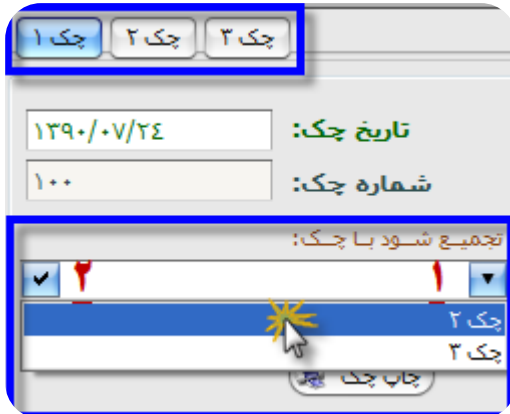 چک ۱ چک ۲ چک ۳
تاریخ چک: ۱۳۹۰/۰۷/۲٤
شماره چک: ۱۰۰
تجمیع شود با چک:
۱ ۲
چک ۲
چک ۳
چاپ چک